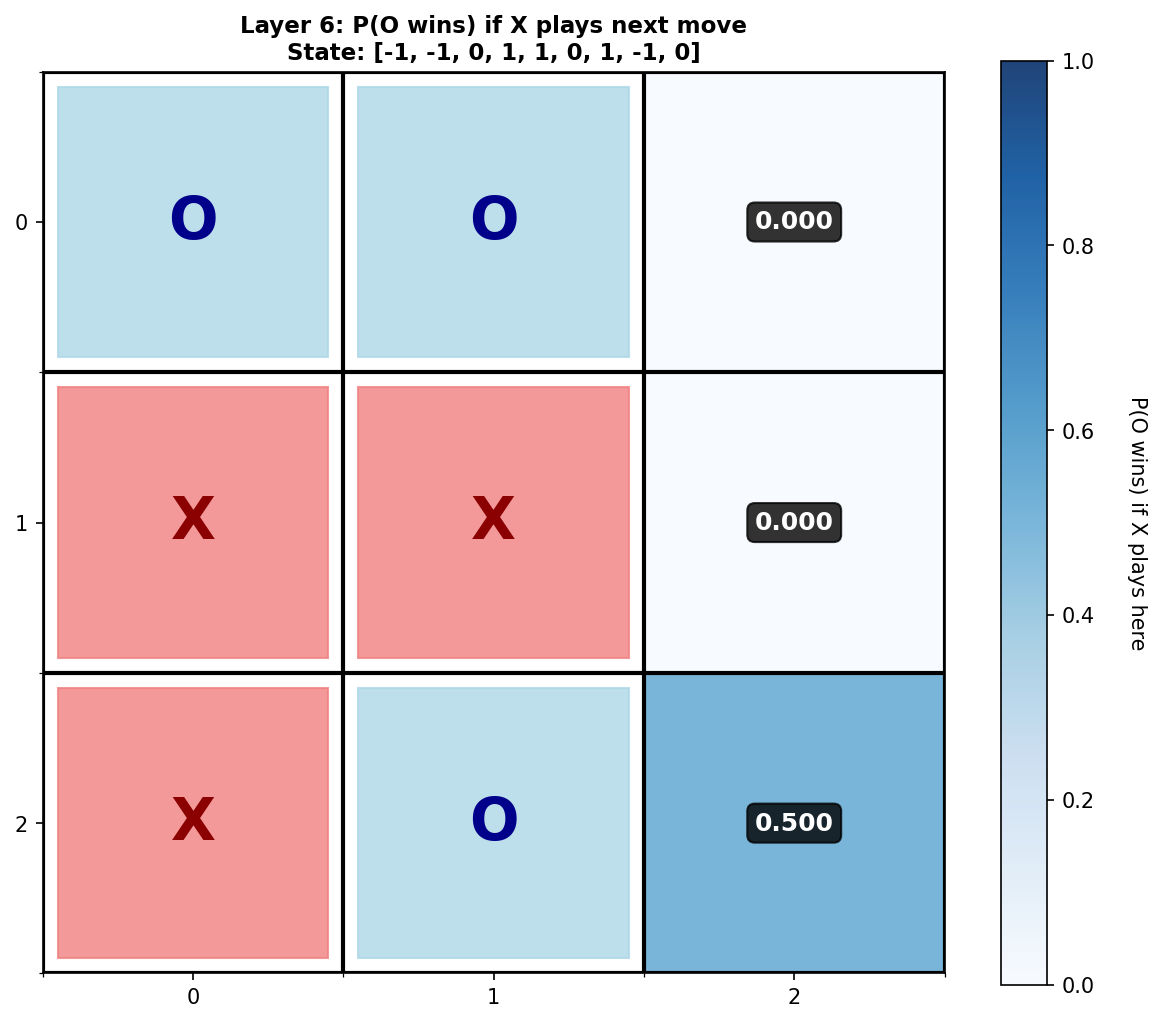 Layer 6: P(O wins) if X plays next move
State: [-1, -1, 0, 1, 1, 0, 1, -1, 0]
0
O
O
0.000
1
X
X
0.000
2
X
O
0.500
0
1
2
1.0
0.8
0.6
0.4
0.2
0.0
P(O wins) if X plays here